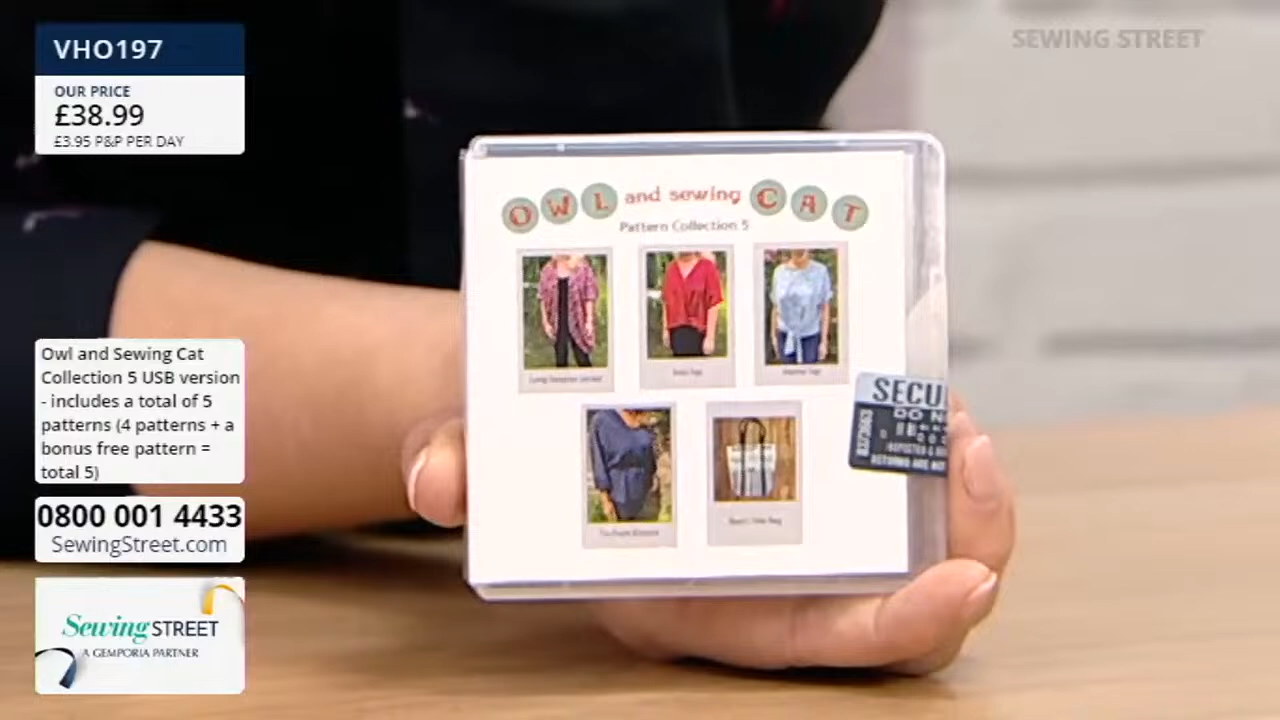 VHO197
OUR PRICE
£38.99
£3.95 P&P PER DAY
SEWING STREET
OWL and sewing CAT
Pattern Collection 5
SECU
DO N
Owl and Sewing Cat
Collection 5 USB version
- includes a total of 5
patterns (4 patterns + a
bonus free pattern =
total 5)
0800 001 4433
SewingStreet.com
Sewing STREET
A GEMPORIA PARTNER